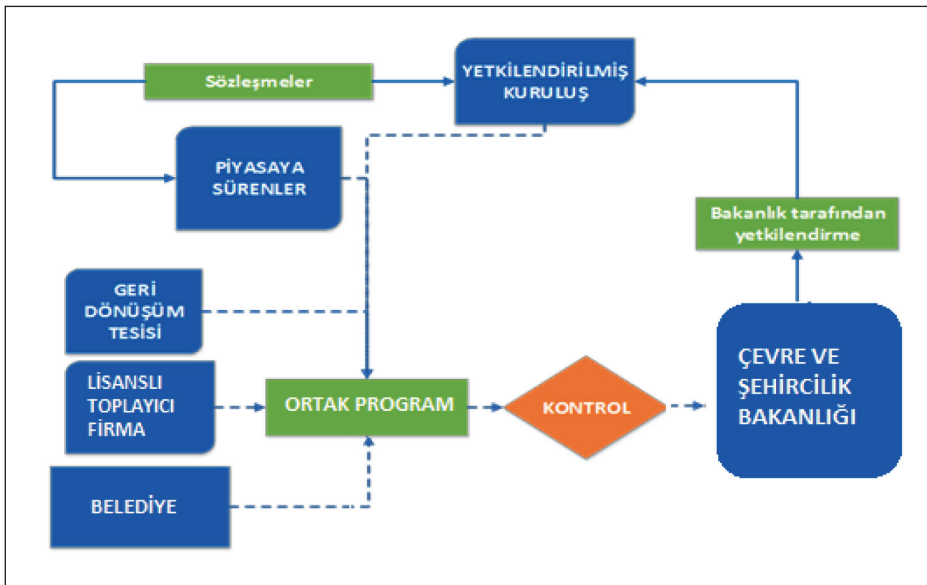 Sözleşmeler
YETKİLENDİRİLMİŞ
KURULUŞ
PİYASAYA
SÜRENLER
Bakanlık tarafından
yetkilendirme
GERİ
DÖNÜŞÜM
TESİSİ
LİSANSLI
TOPLAYICI
FİRMA
ORTAK PROGRAM
KONTROL
ÇEVRE VE
ŞEHİRCİLİK
BAKANLIĞI
BELEDİYE